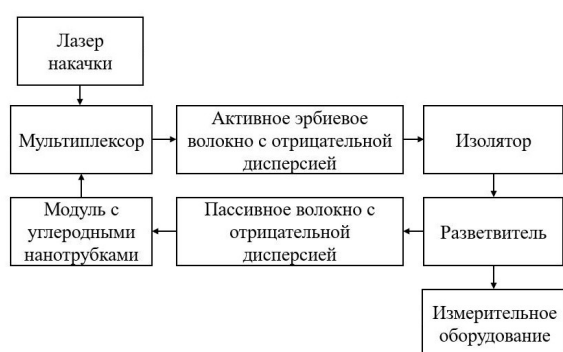 Лазер
накачки
Мультиплексор
Активное эрбиевое
волокно с отрицательной
дисперсией
Изолятор
Модуль с
углеродными
нанотрубками
Пассивное волокно с
отрицательной
дисперсией
Разветвитель
Измерительное
оборудование